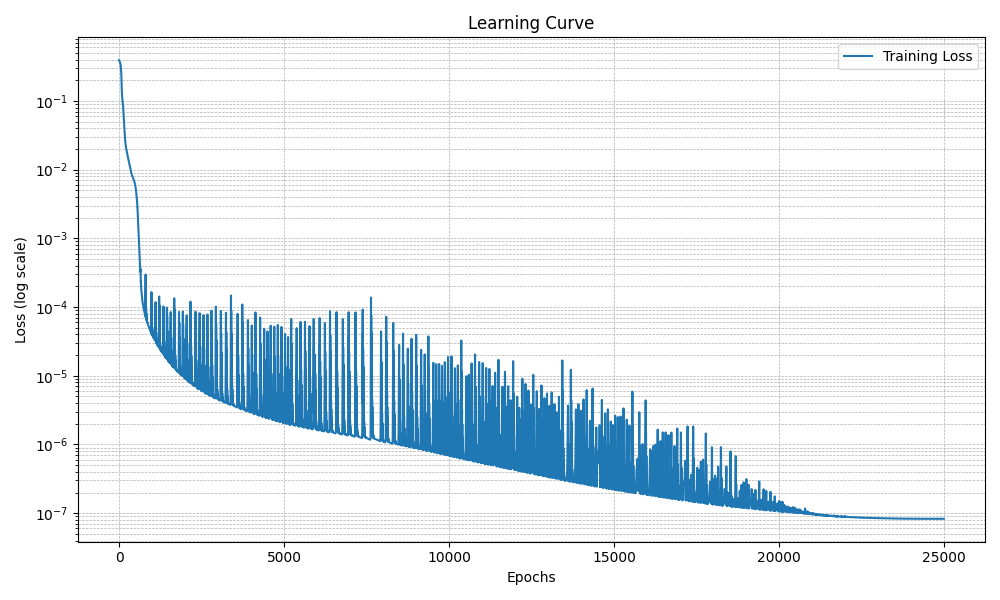 Learning Curve
Training Loss
Loss (log scale)
10⁻¹
10⁻²
10⁻³
10⁻⁴
10⁻⁵
10⁻⁶
10⁻⁷
0 5000 10000 15000 20000 25000
Epochs